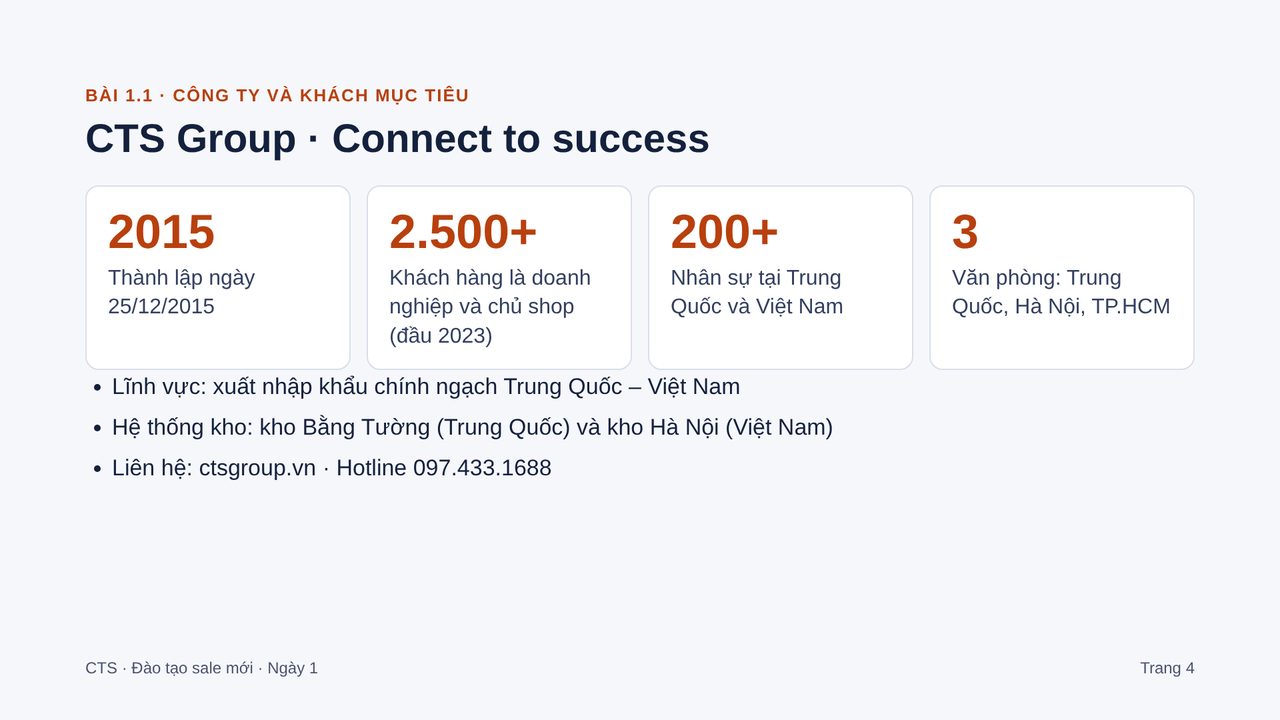 BÀI 1.1 · CÔNG TY VÀ KHÁCH MỤC TIÊU
CTS Group · Connect to success
2015
Thành lập ngày
25/12/2015
2.500+
Khách hàng là doanh
nghiệp và chủ shop
(đầu 2023)
200+
Nhân sự tại Trung
Quốc và Việt Nam
3
Văn phòng: Trung
Quốc, Hà Nội, TP.HCM
• Lĩnh vực: xuất nhập khẩu chính ngạch Trung Quốc – Việt Nam
• Hệ thống kho: kho Bằng Tường (Trung Quốc) và kho Hà Nội (Việt Nam)
• Liên hệ: ctsgroup.vn · Hotline 097.433.1688
CTS · Đào tạo sale mới · Ngày 1
Trang 4